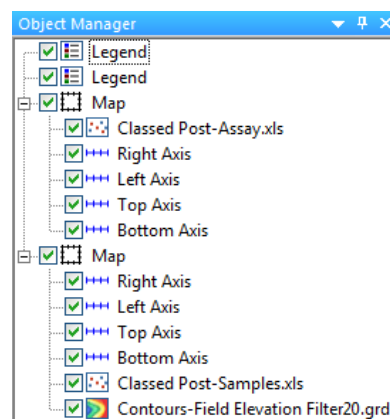 Object Manager
Legend
Legend
Map
Classed Post-Assay.xls
Right Axis
Left Axis
Top Axis
Bottom Axis
Map
Right Axis
Left Axis
Top Axis
Bottom Axis
Classed Post-Samples.xls
Contours-Field Elevation Filter20.grd